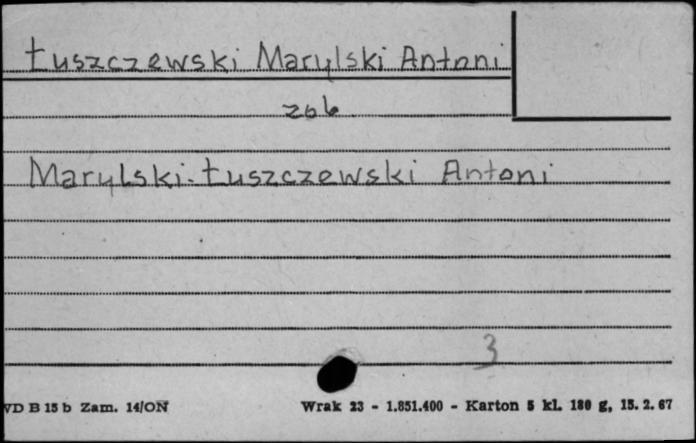 Łuszczewski Marylski Antoni
zob
Marylski-Łuszczewski Antoni
3
VD B 15 b Zam. 14/ON Wrak 23 - 1.851.400 - Karton 5 kl. 180 g, 15. 2. 67